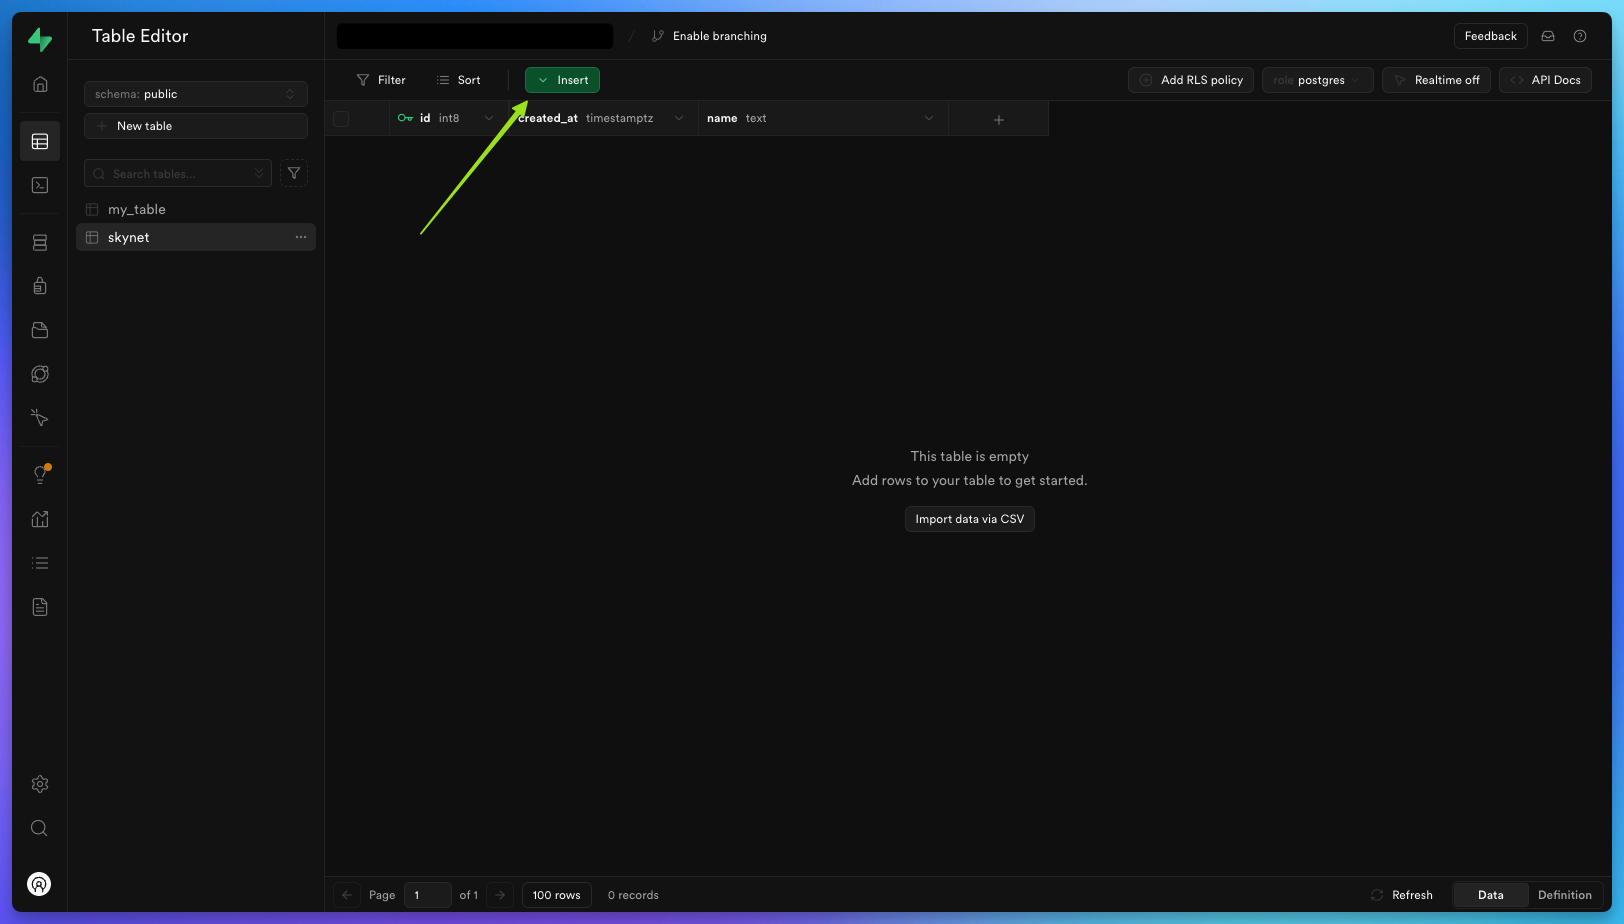 Table Editor
/
Enable branching
Feedback
schema: public
New table
Search tables...
my_table
skynet
Filter
Sort
Insert
Add RLS policy
role postgres
Realtime off
API Docs
id int8
created_at timestamptz
name text
This table is empty
Add rows to your table to get started.
Import data via CSV
Page
1
of 1
100 rows
0 records
Refresh
Data
Definition